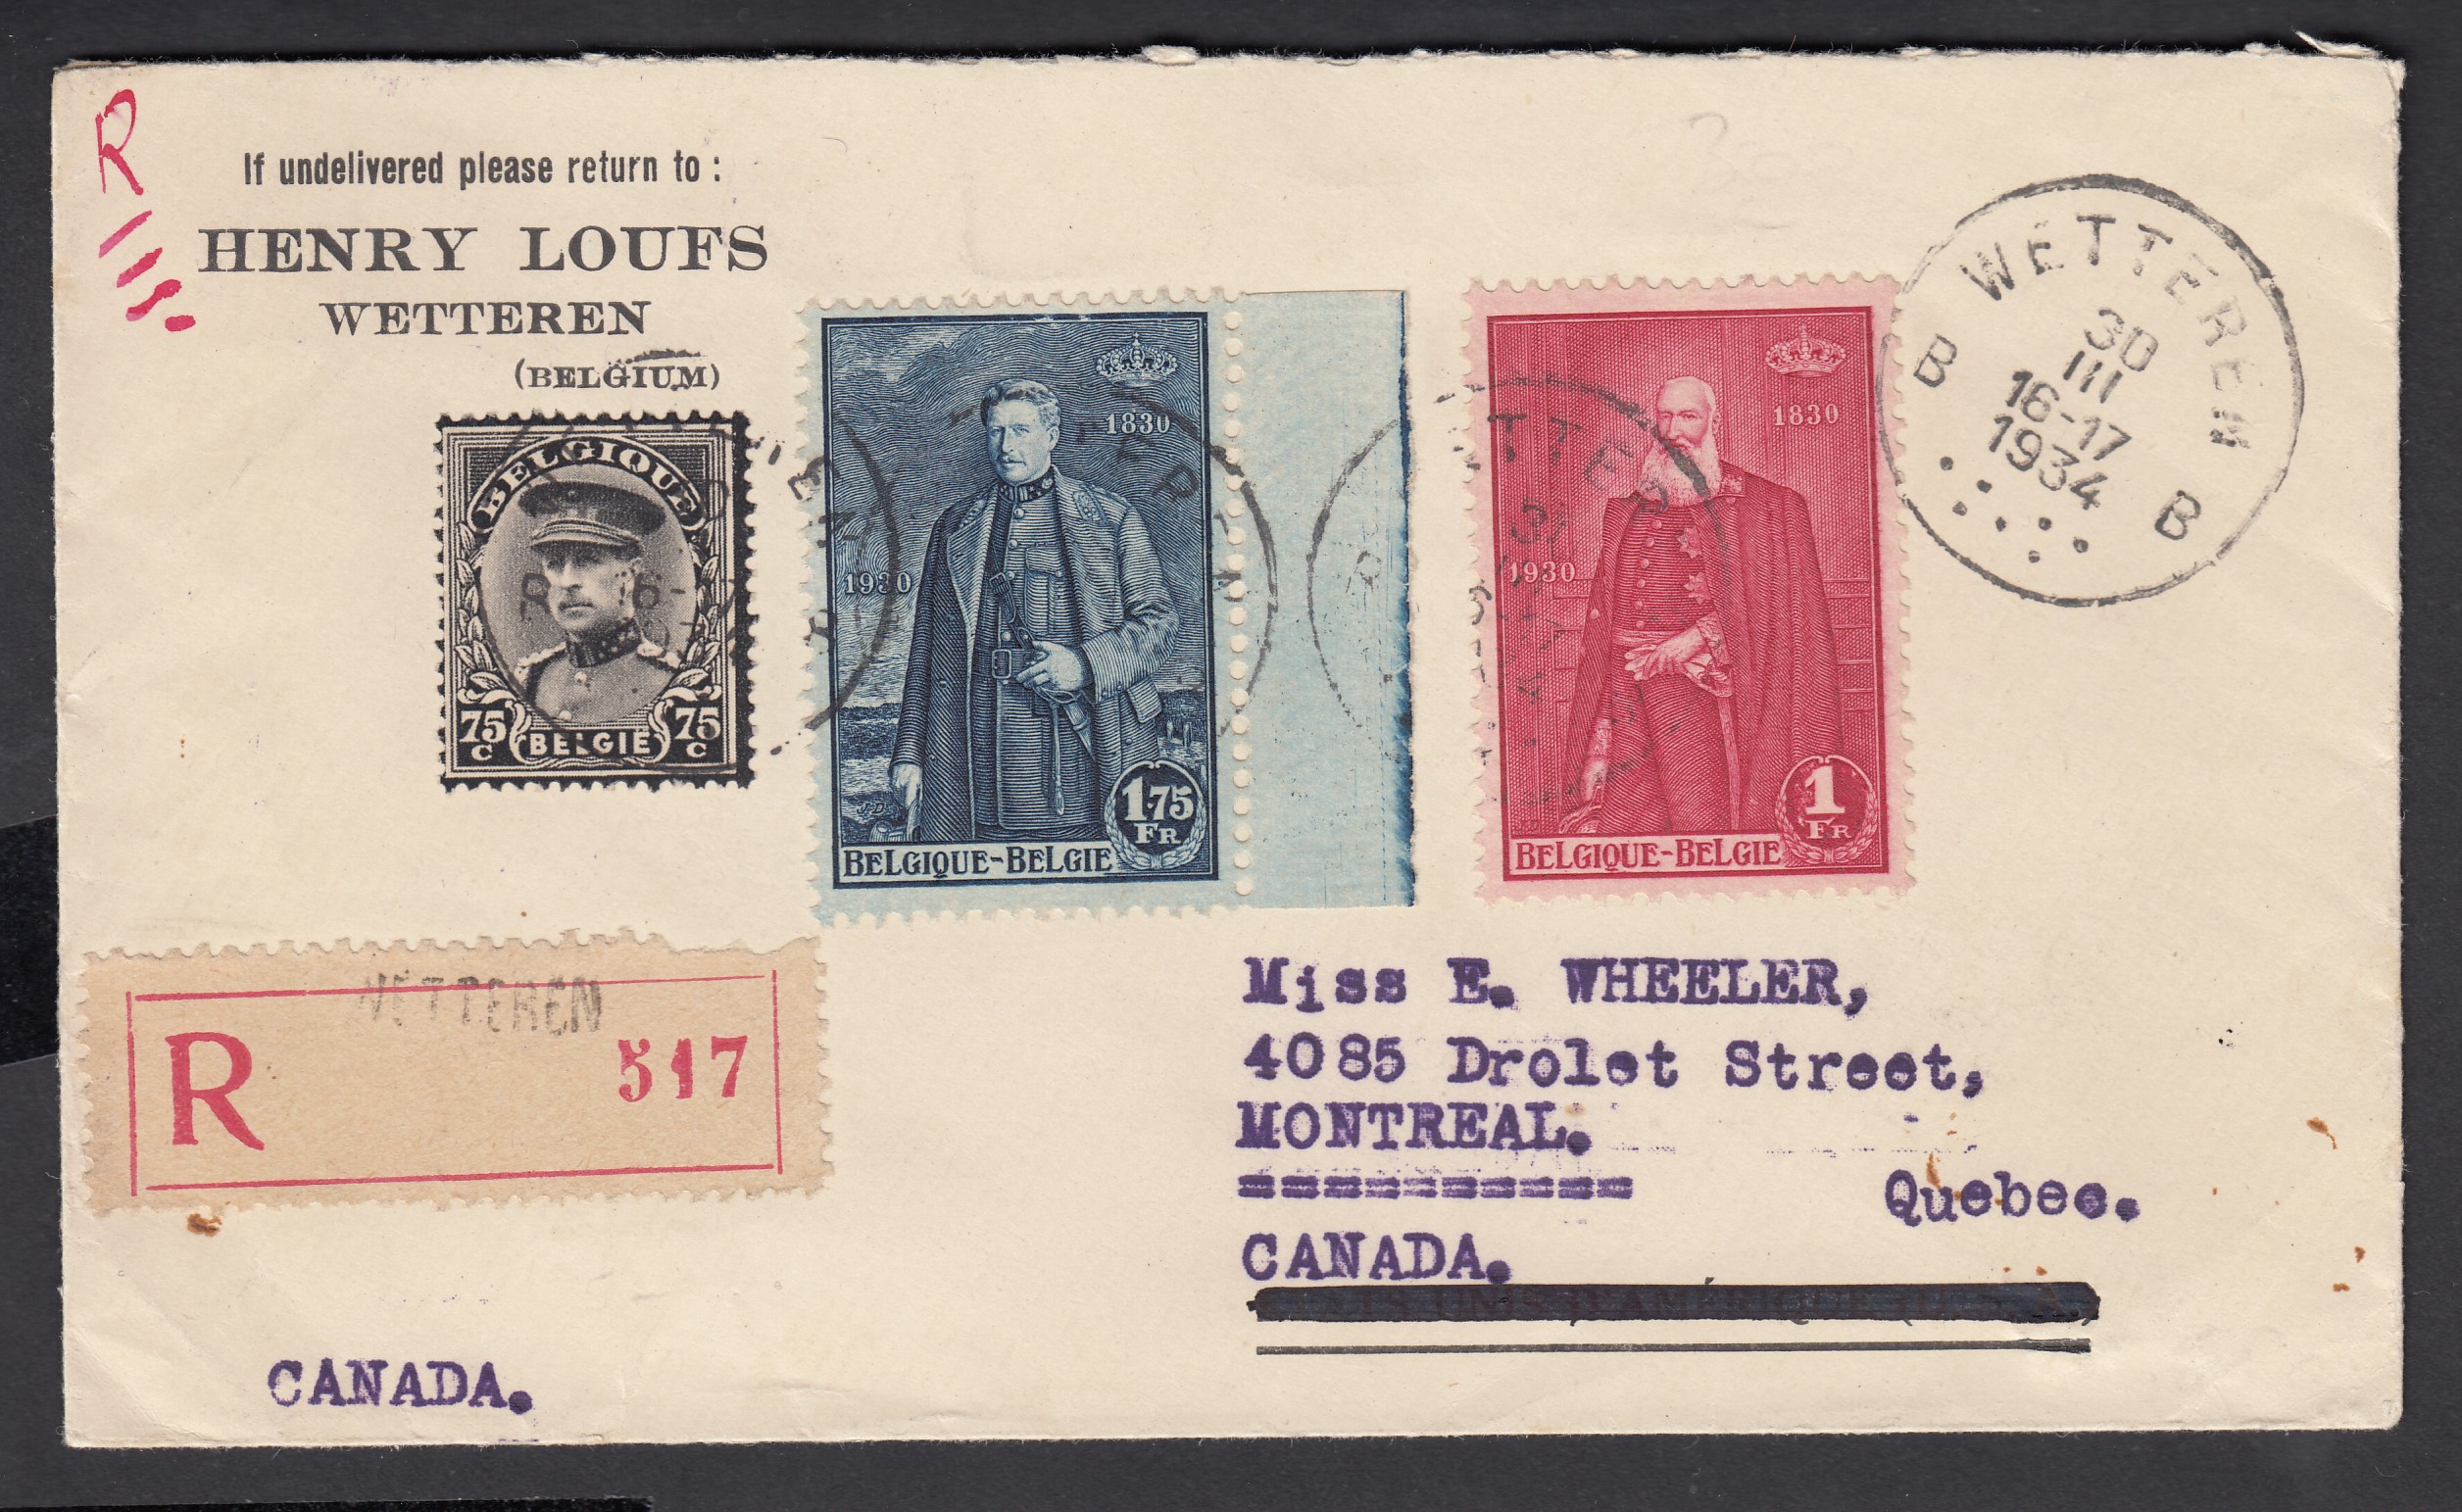 R
If undelivered please return to :
HENRY LOUFS
WETTEREN
(BELGIUM)
BELGIQUE
75 C
BELGIE
75 C
1830
1930
1.75 FR
BELGIQUE-BELGIE
1830
1930
1 FR
BELGIQUE-BELGIE
WETTEREN
30
III
16-17
1934
B B
WETTEREN
R 517
Miss E. WHEELER,
4085 Drolet Street,
MONTREAL.
==========
Quebec.
CANADA.
CANADA.